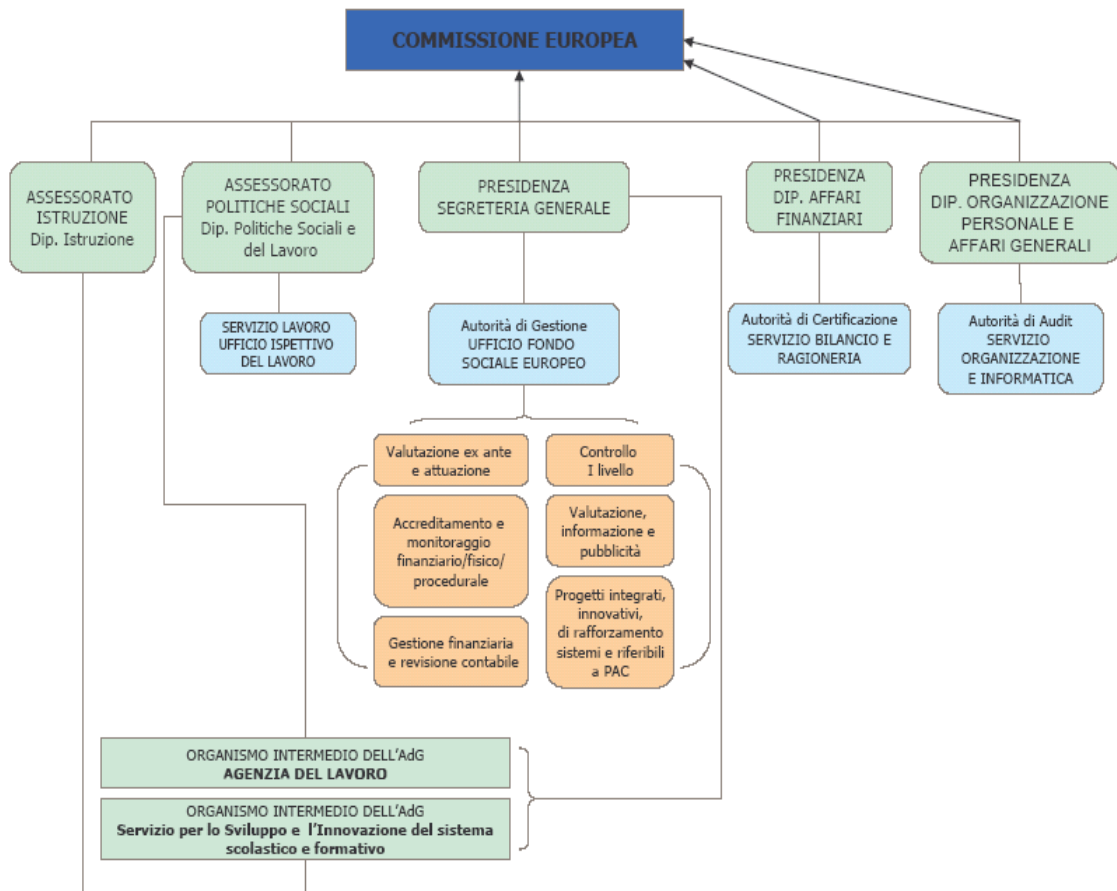 COMMISSIONE EUROPEA
ASSESSORATO
ISTRUZIONE
Dip. Istruzione
ASSESSORATO
POLITICHE SOCIALI
Dip. Politiche Sociali e
del Lavoro
PRESIDENZA
SEGRETERIA GENERALE
PRESIDENZA
DIP. AFFARI
FINANZIARI
PRESIDENZA
DIP. ORGANIZZAZIONE
PERSONALE E
AFFARI GENERALI
SERVIZIO LAVORO
UFFICIO ISPETTIVO
DEL LAVORO
Autorità di Gestione
UFFICIO FONDO
SOCIALE EUROPEO
Autorità di Certificazione
SERVIZIO BILANCIO E
RAGIONERIA
Autorità di Audit
SERVIZIO
ORGANIZZAZIONE
E INFORMATICA
Valutazione ex ante
e attuazione
Controllo
I livello
Accreditamento e
monitoraggio
finanziario/fisico/
procedurale
Valutazione,
informazione e
pubblicità
Gestione finanziaria
e revisione contabile
Progetti integrati,
innovativi,
di rafforzamento
sistemi e riferibili
a PAC
ORGANISMO INTERMEDIO DELL'AdG
AGENZIA DEL LAVORO
ORGANISMO INTERMEDIO DELL'AdG
Servizio per lo Sviluppo e l'Innovazione del sistema
scolastico e formativo